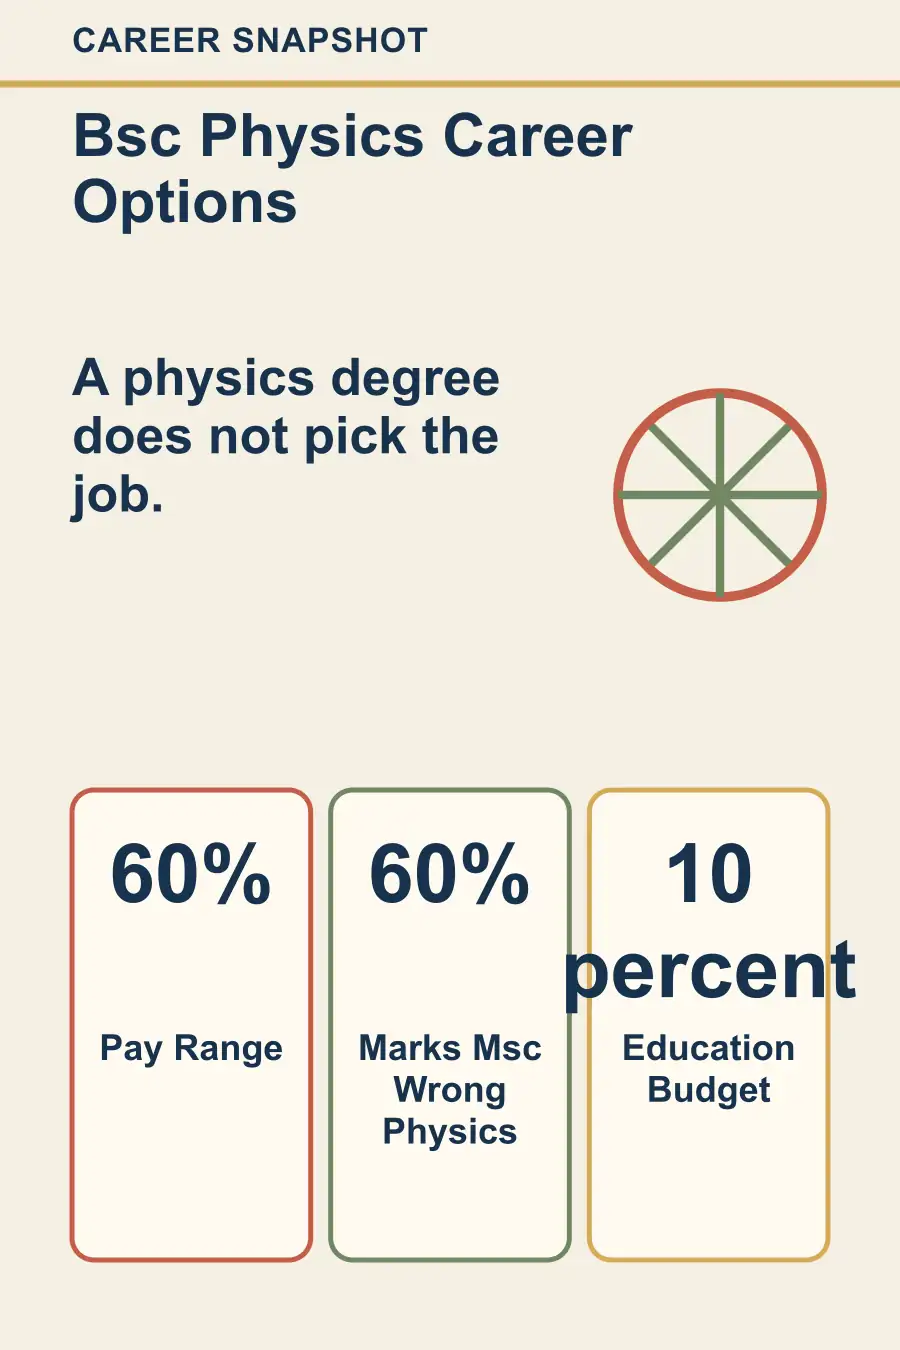 CAREER SNAPSHOT
Bsc Physics Career
Options
A physics degree
does not pick the
job.
60%
Pay Range
60%
Marks Msc
Wrong
Physics
10
percent
Education
Budget